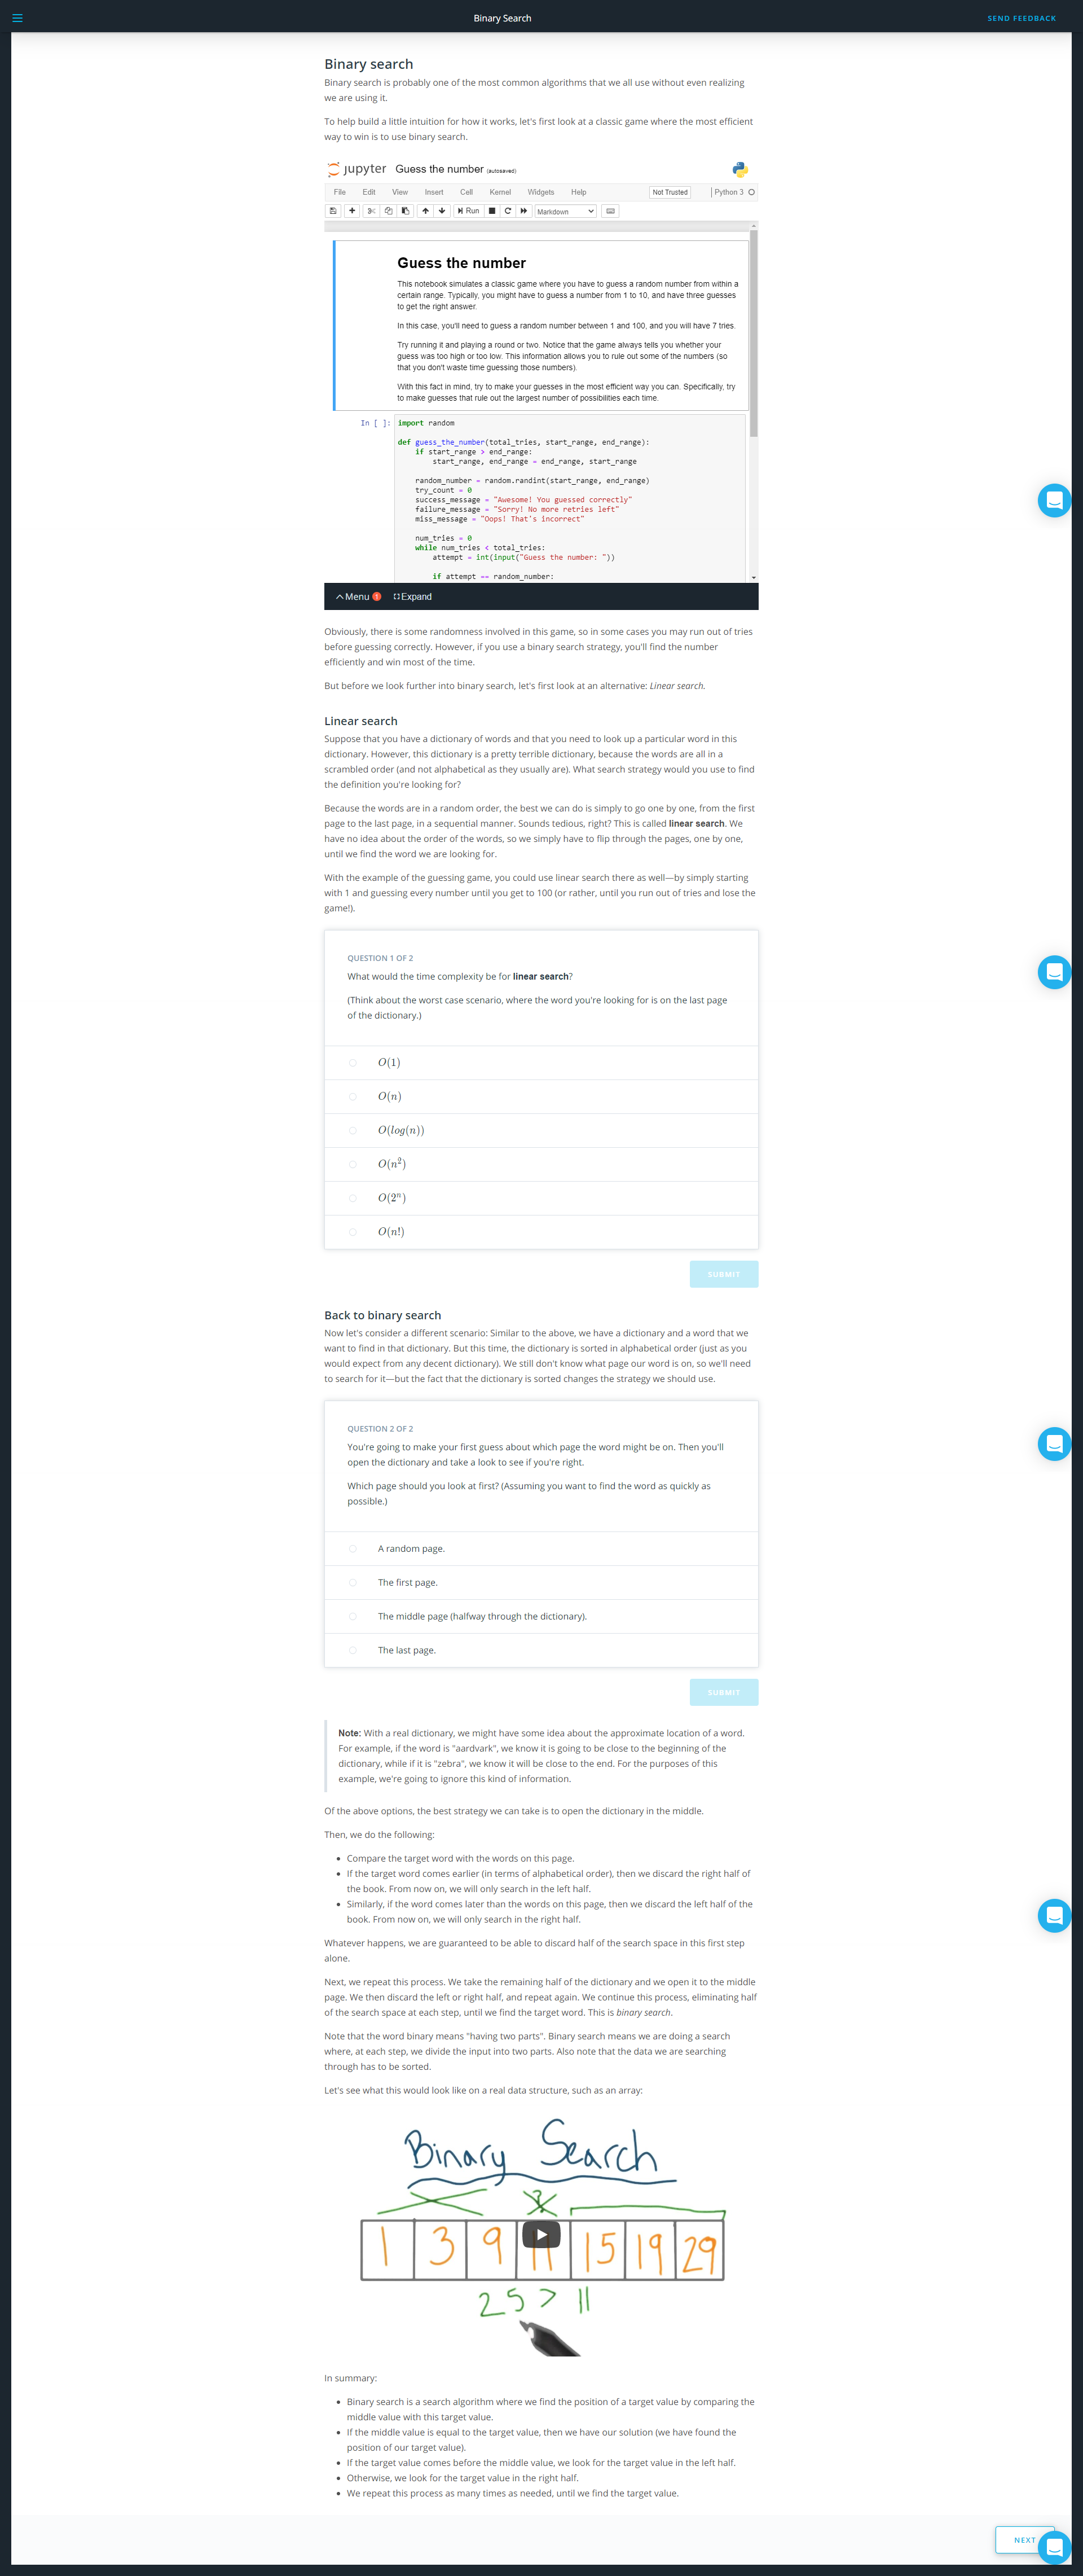 Binary Search
SEND FEEDBACK
Binary search
Binary search is probably one of the most common algorithms that we all use without even realizing
we are using it.
To help build a little intuition for how it works, let's first look at a classic game where the most efficient
way to win is to use binary search.
jupyter Guess the number (autosaved)
File Edit View Insert Cell Kernel Widgets Help Not Trusted Python 3
Run Markdown
Guess the number
This notebook simulates a classic game where you have to guess a random number from within a
certain range. Typically, you might have to guess a number from 1 to 10, and have three guesses
to get the right answer.
In this case, you'll need to guess a random number between 1 and 100, and you will have 7 tries.
Try running it and playing a round or two. Notice that the game always tells you whether your
guess was too high or too low. This information allows you to rule out some of the numbers (so
that you don't waste time guessing those numbers).
With this fact in mind, try to make your guesses in the most efficient way you can. Specifically, try
to make guesses that rule out the largest number of possibilities each time.
In [ ]: import random
def guess_the_number(total_tries, start_range, end_range):
if start_range > end_range:
start_range, end_range = end_range, start_range
random_number = random.randint(start_range, end_range)
try_count = 0
success_message = "Awesome! You guessed correctly"
failure_message = "Sorry! No more retries left"
miss_message = "Oops! That's incorrect"
num_tries = 0
while num_tries < total_tries:
attempt = int(input("Guess the number: "))
if attempt == random_number:
Menu 1 Expand
Obviously, there is some randomness involved in this game, so in some cases you may run out of tries
before guessing correctly. However, if you use a binary search strategy, you'll find the number
efficiently and win most of the time.
But before we look further into binary search, let's first look at an alternative: Linear search.
Linear search
Suppose that you have a dictionary of words and that you need to look up a particular word in this
dictionary. However, this dictionary is a pretty terrible dictionary, because the words are all in a
scrambled order (and not alphabetical as they usually are). What search strategy would you use to find
the definition you're looking for?
Because the words are in a random order, the best we can do is simply to go one by one, from the first
page to the last page, in a sequential manner. Sounds tedious, right? This is called linear search. We
have no idea about the order of the words, so we simply have to flip through the pages, one by one,
until we find the word we are looking for.
With the example of the guessing game, you could use linear search there as well—by simply starting
with 1 and guessing every number until you get to 100 (or rather, until you run out of tries and lose the
game!).
QUESTION 1 OF 2
What would the time complexity be for linear search?
(Think about the worst case scenario, where the word you're looking for is on the last page
of the dictionary.)
O(1)
O(n)
O(log(n))
O(n²)
O(2ⁿ)
O(n!)
SUBMIT
Back to binary search
Now let's consider a different scenario: Similar to the above, we have a dictionary and a word that we
want to find in that dictionary. But this time, the dictionary is sorted in alphabetical order (just as you
would expect from any decent dictionary). We still don't know what page our word is on, so we'll need
to search for it—but the fact that the dictionary is sorted changes the strategy we should use.
QUESTION 2 OF 2
You're going to make your first guess about which page the word might be on. Then you'll
open the dictionary and take a look to see if you're right.
Which page should you look at first? (Assuming you want to find the word as quickly as
possible.)
A random page.
The first page.
The middle page (halfway through the dictionary).
The last page.
SUBMIT
Note: With a real dictionary, we might have some idea about the approximate location of a word.
For example, if the word is "aardvark", we know it is going to be close to the beginning of the
dictionary, while if it is "zebra", we know it will be close to the end. For the purposes of this
example, we're going to ignore this kind of information.
Of the above options, the best strategy we can take is to open the dictionary in the middle.
Then, we do the following:
• Compare the target word with the words on this page.
• If the target word comes earlier (in terms of alphabetical order), then we discard the right half of
the book. From now on, we will only search in the left half.
• Similarly, if the word comes later than the words on this page, then we discard the left half of the
book. From now on, we will only search in the right half.
Whatever happens, we are guaranteed to be able to discard half of the search space in this first step
alone.
Next, we repeat this process. We take the remaining half of the dictionary and we open it to the middle
page. We then discard the left or right half, and repeat again. We continue this process, eliminating half
of the search space at each step, until we find the target word. This is binary search.
Note that the word binary means "having two parts". Binary search means we are doing a search
where, at each step, we divide the input into two parts. Also note that the data we are searching
through has to be sorted.
Let's see what this would look like on a real data structure, such as an array:
Binary Search
?
1 3 9 11 15 19 29
25 > 11
In summary:
• Binary search is a search algorithm where we find the position of a target value by comparing the
middle value with this target value.
• If the middle value is equal to the target value, then we have our solution (we have found the
position of our target value).
• If the target value comes before the middle value, we look for the target value in the left half.
• Otherwise, we look for the target value in the right half.
• We repeat this process as many times as needed, until we find the target value.
NEXT